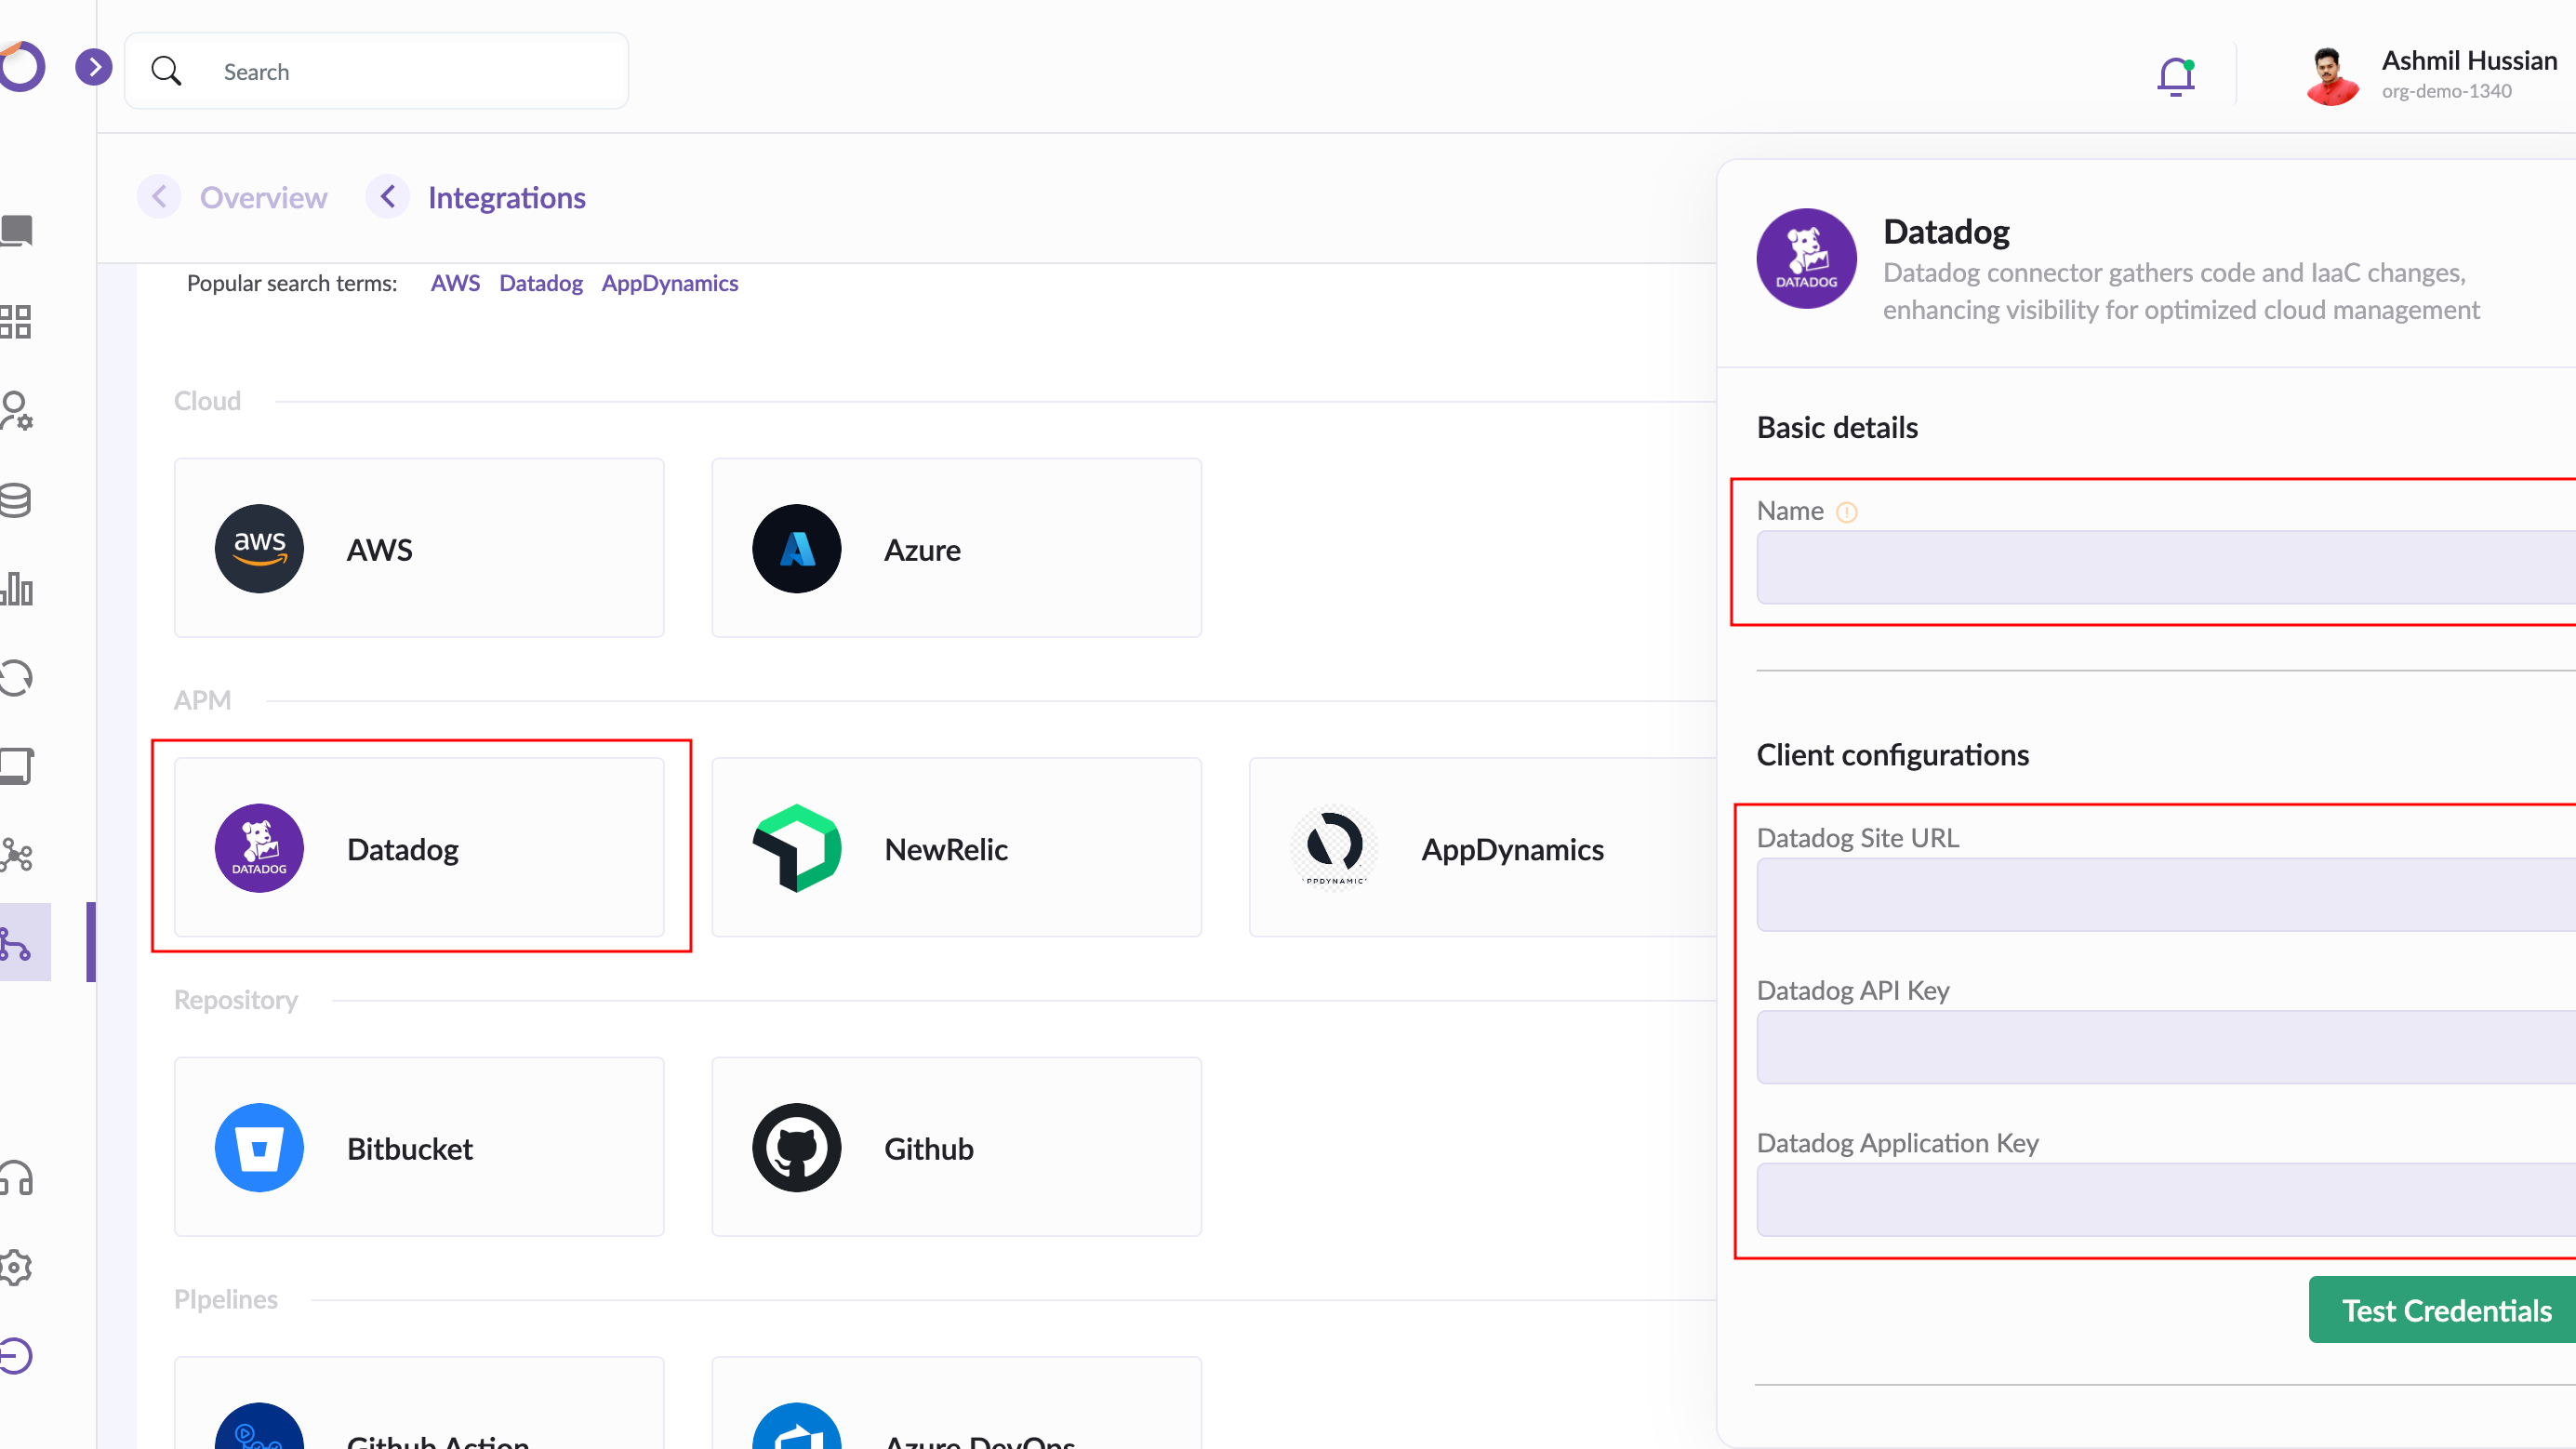 Search
Ashmil Hussian
org-demo-1340
Overview
Integrations
Popular search terms: AWS Datadog AppDynamics
Cloud
aws
AWS
Azure
APM
DATADOG
Datadog
NewRelic
PPDYNAMIC
AppDynamics
Repository
Bitbucket
Github
PIpelines
Github Action
Azure DevOps
DATADOG
Datadog
Datadog connector gathers code and IaaC changes,
enhancing visibility for optimized cloud management
Basic details
Name
Client configurations
Datadog Site URL
Datadog API Key
Datadog Application Key
Test Credentials